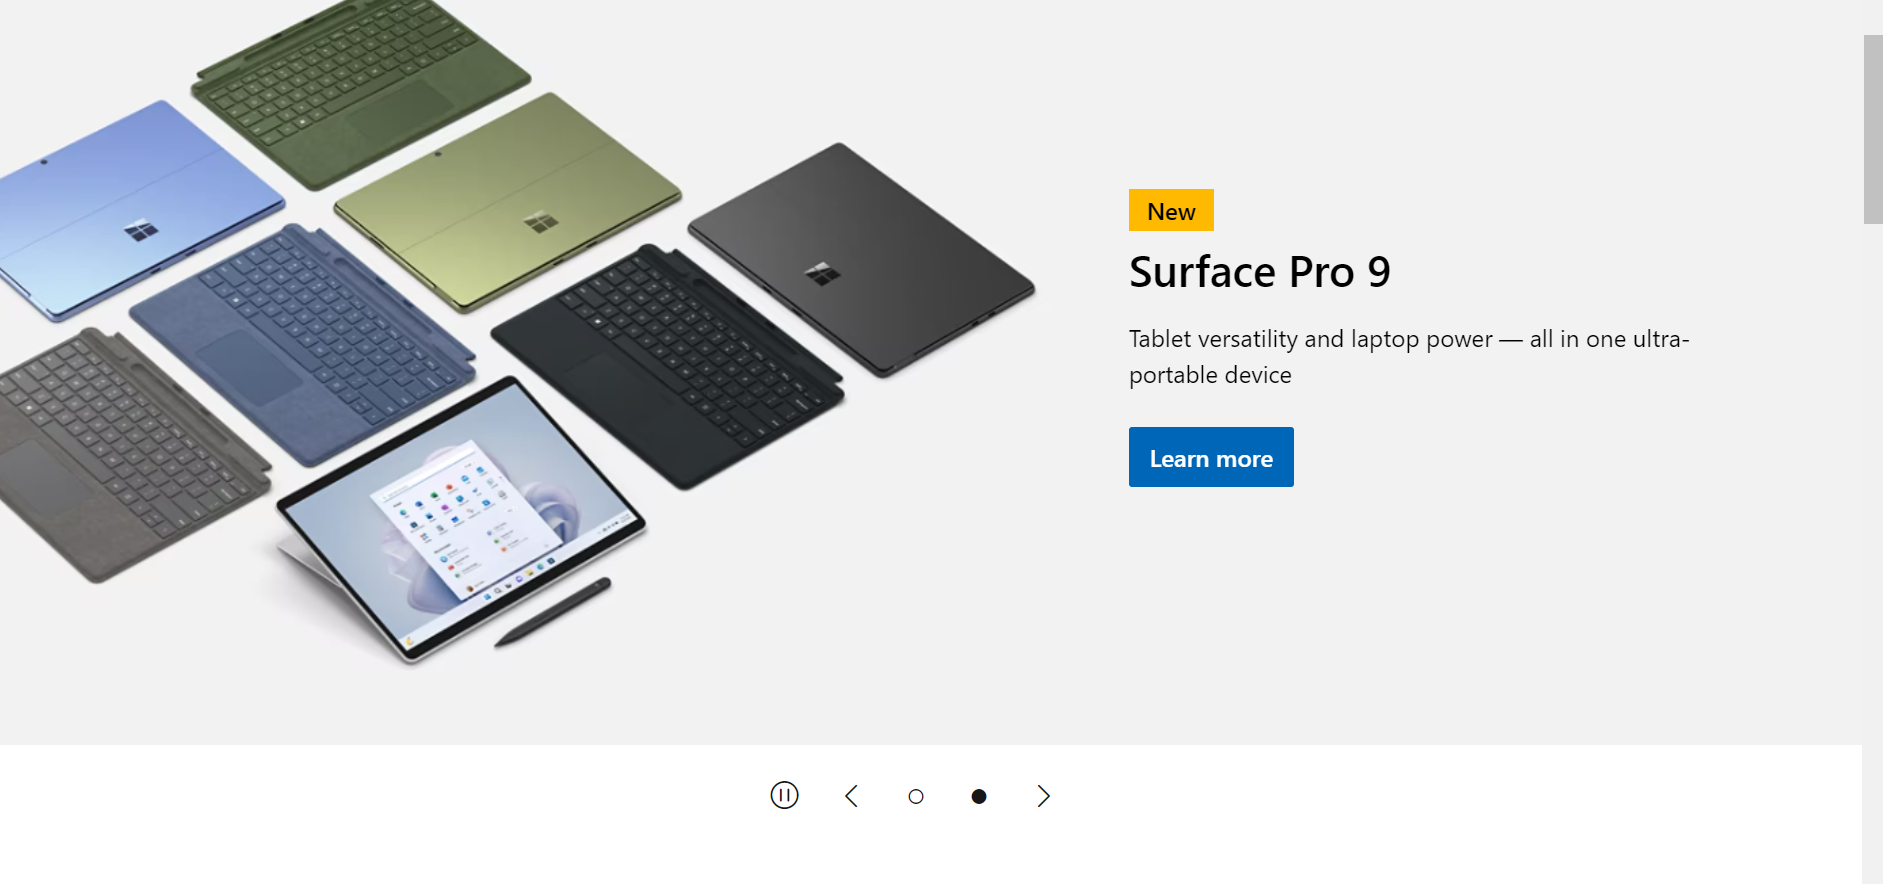 New
Surface Pro 9
Tablet versatility and laptop power — all in one ultra-
portable device
Learn more